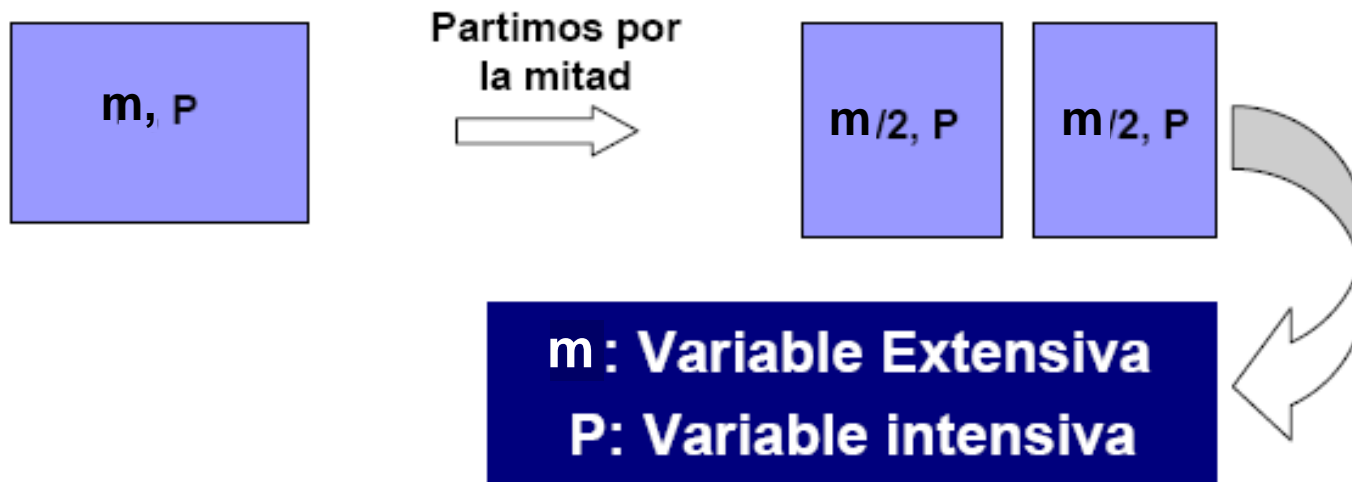 m, P
Partimos por
la mitad
m/2, P
m/2, P
m: Variable Extensiva
P: Variable intensiva